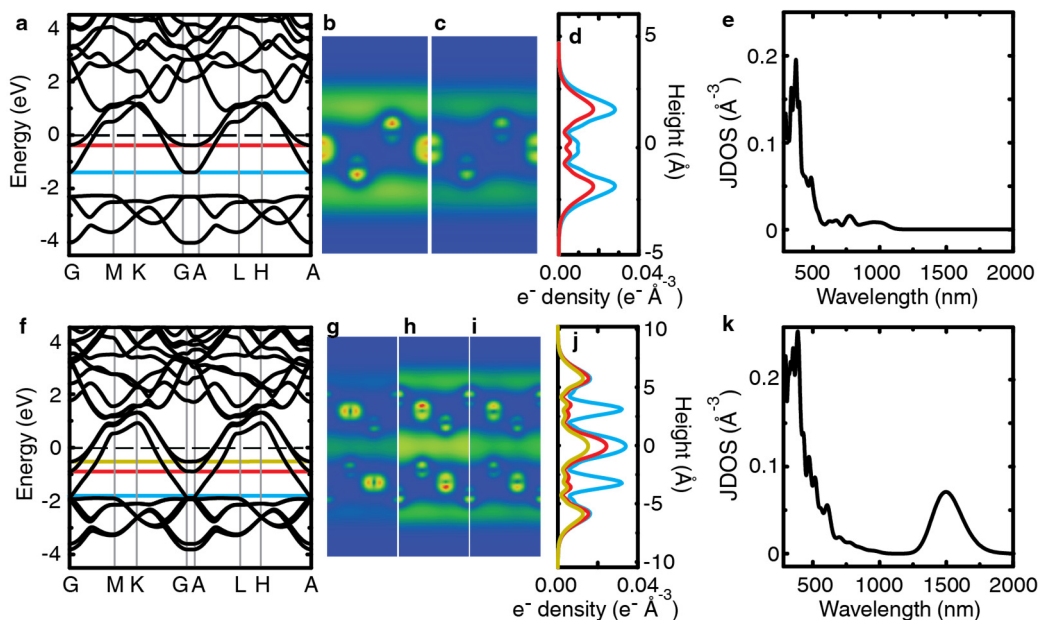 a
b
c
d
e
4
2
0
-2
-4
Energy (eV)
G M K G A L H A
5
0
-5
Height (Å)
0.00 0.04
e⁻ density (e⁻ Å⁻³)
0.2
0.1
0
JDOS (Å⁻³)
500 1000 1500 2000
Wavelength (nm)
f
g
h
i
j
k
4
2
0
-2
-4
Energy (eV)
G M K G A L H A
10
5
0
-5
-10
Height (Å)
0.00 0.04
e⁻ density (e⁻ Å⁻³)
0.2
0.1
0
JDOS (Å⁻³)
500 1000 1500 2000
Wavelength (nm)